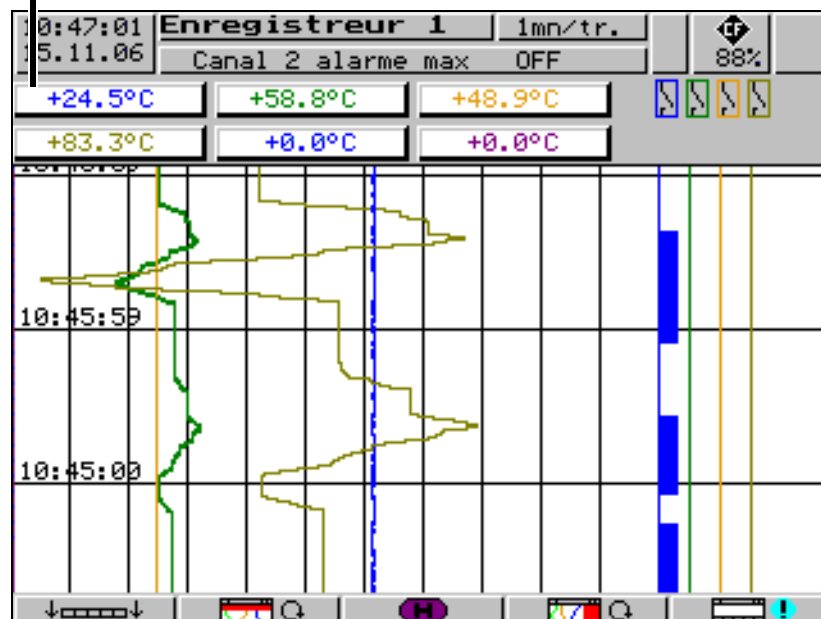 10:47:01 Enregistreur 1 1mn/tr. CF
15.11.06 Canal 2 alarme max OFF 88%
+24.5°C +58.8°C +48.9°C
+83.3°C +0.0°C +0.0°C
10:45:59
10:45:00
H !